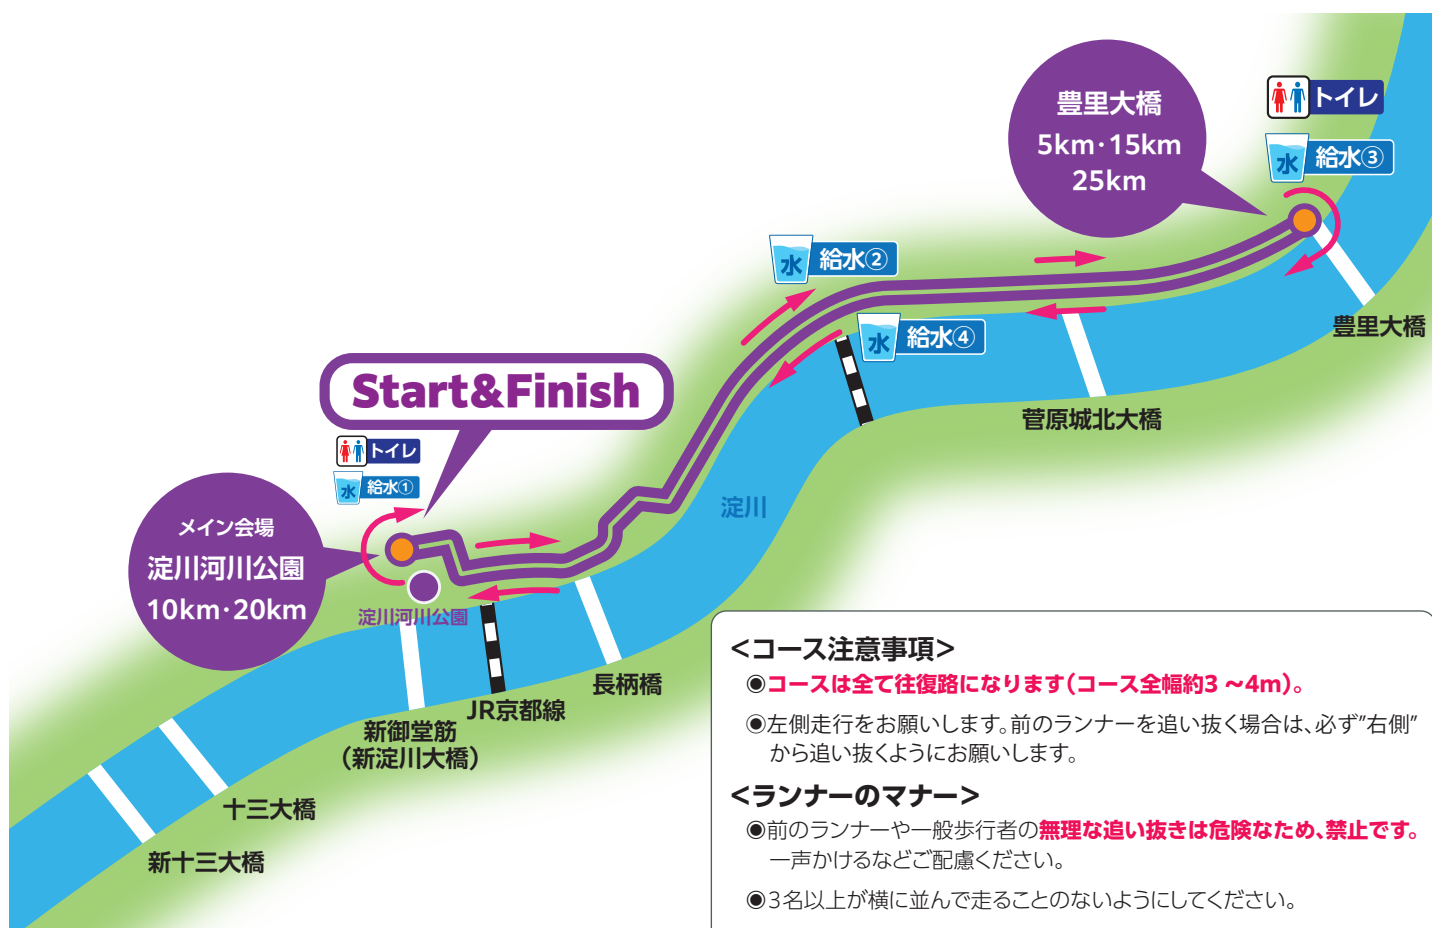 豊里大橋
5km・15km
25km
トイレ
水 給水③
水 給水②
水 給水④
豊里大橋
菅原城北大橋
Start&Finish
トイレ
水 給水①
メイン会場
淀川河川公園
10km・20km
淀川
淀川河川公園
長柄橋
JR京都線
新御堂筋
（新淀川大橋）
十三大橋
新十三大橋
＜コース注意事項＞
◉コースは全て往復路になります（コース全幅約3～4m）。
◉左側走行をお願いします。前のランナーを追い抜く場合は、必ず”右側”
から追い抜くようにお願いします。
＜ランナーのマナー＞
◉前のランナーや一般歩行者の無理な追い抜きは危険なため、禁止です。
一声かけるなどご配慮ください。
◉3名以上が横に並んで走ることのないようにしてください。